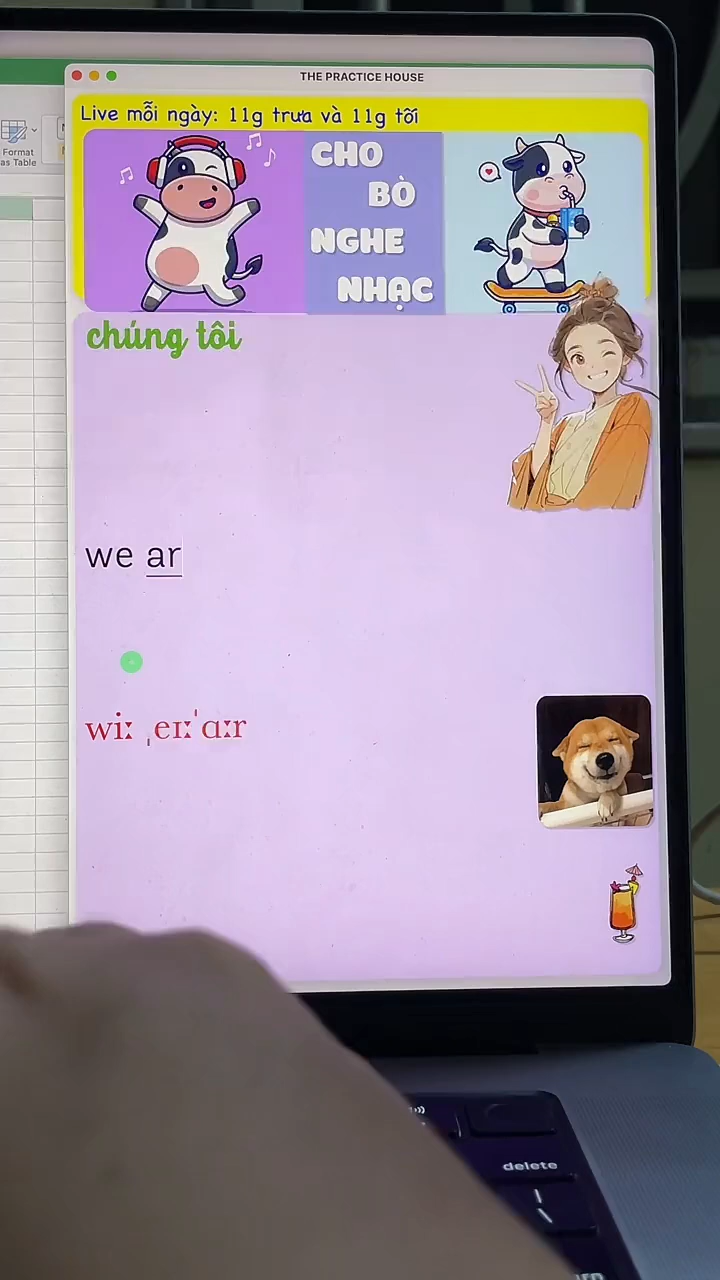 THE PRACTICE HOUSE
Live mỗi ngày: 11g trưa và 11g tối
Format
as Table
CHO
BÒ
NGHE
NHẠC
chúng tôi
we ar
wiː ˌeɪːˈɑːr
delete